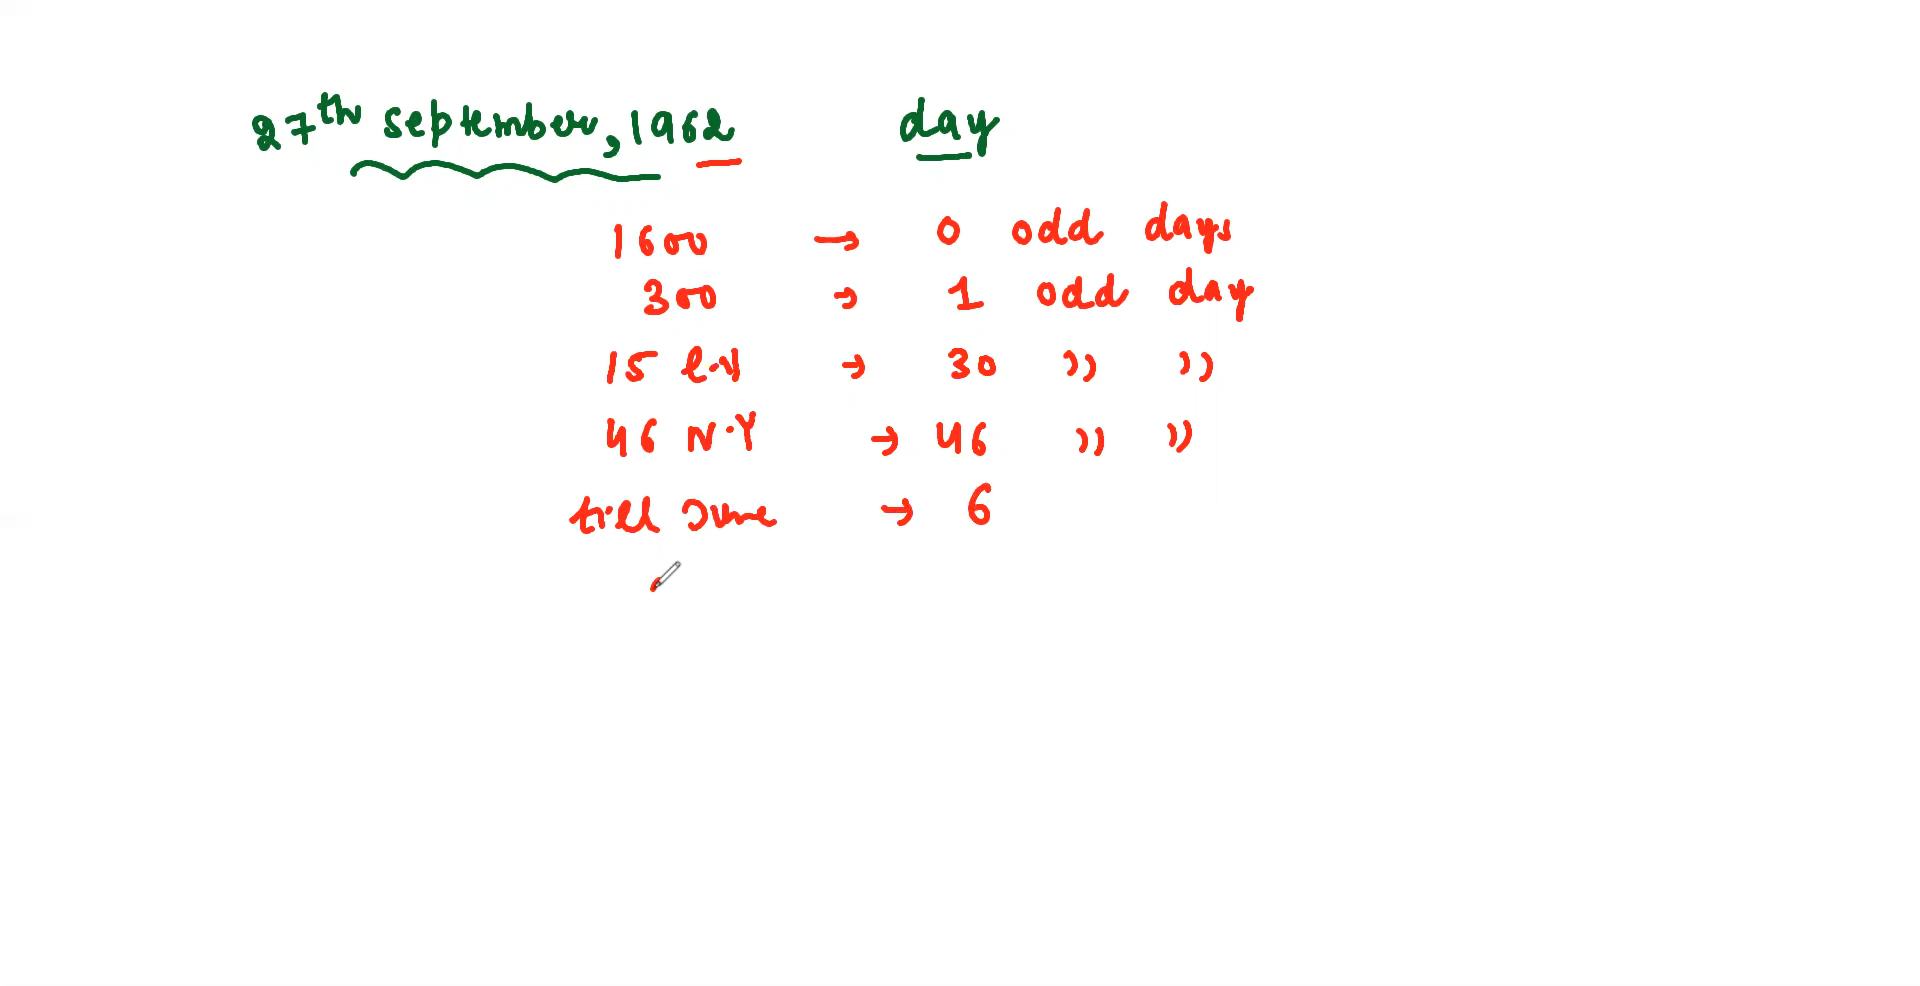 27th september, 1962 day
1600 → 0 odd days
300 → 1 odd day
15 l.y → 30 ,, ,,
46 N.Y → 46 ,, ,,
till June → 6